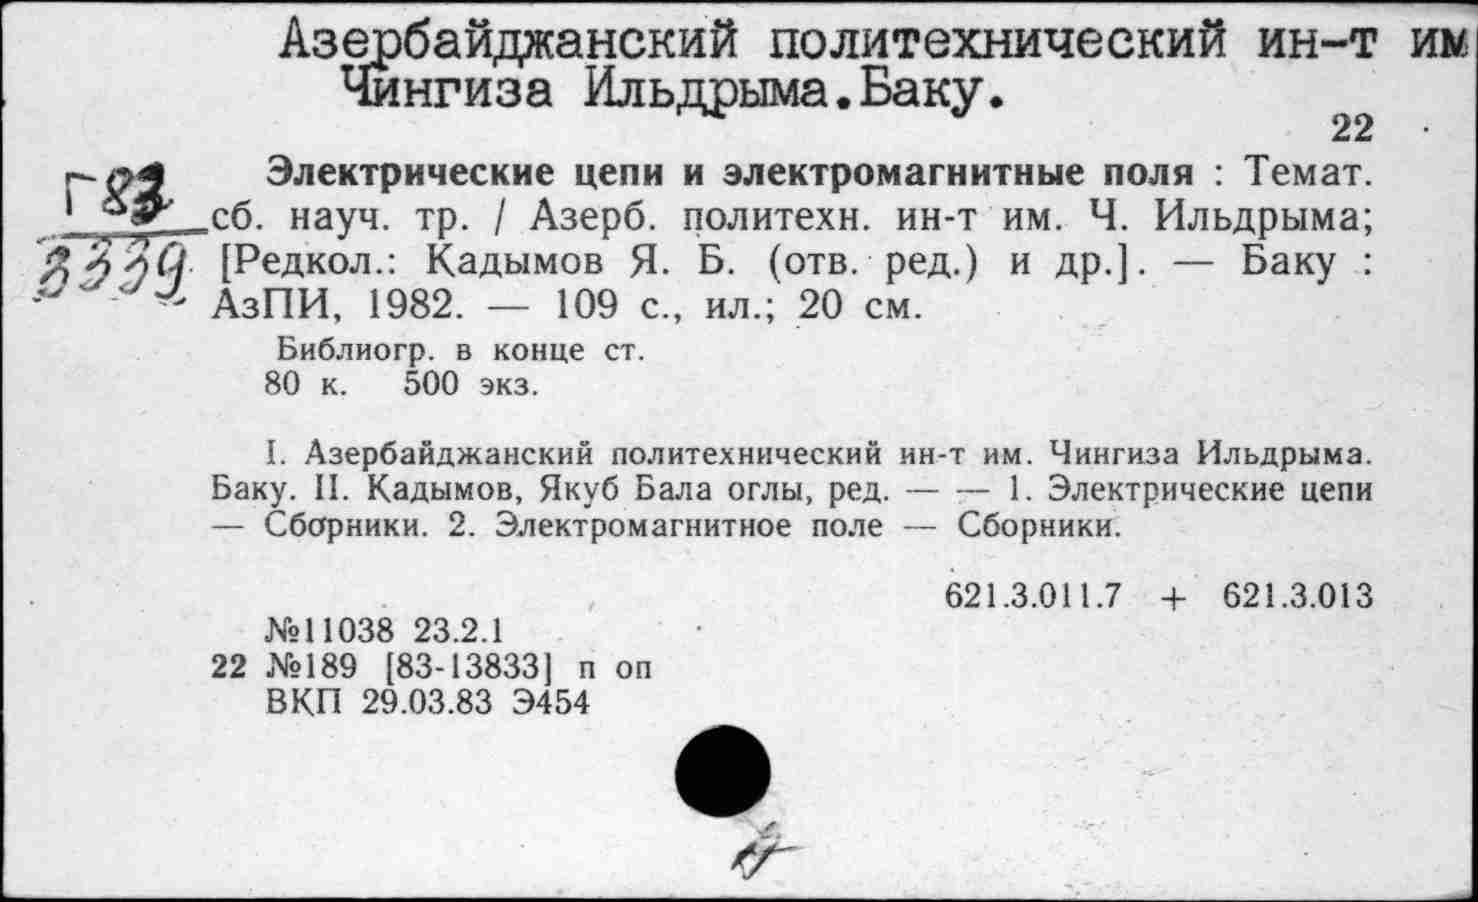 Азербайджанский политехнический ин-т им
Чингиза Ильдрыма.Баку.
22
Г83
3339
Электрические цепи и электромагнитные поля : Темат.
сб. науч. тр. / Азерб. политехн. ин-т им. Ч. Ильдрыма;
[Редкол.: Кадымов Я. Б. (отв. ред.) и др.]. — Баку :
АзПИ, 1982. — 109 с., ил.; 20 см.
Библиогр. в конце ст.
80 к. 500 экз.
I. Азербайджанский политехнический ин-т им. Чингиза Ильдрыма.
Баку. II. Кадымов, Якуб Бала оглы, ред. — — 1. Электрические цепи
— Сборники. 2. Электромагнитное поле — Сборники.
621.3.011.7 + 621.3.013
№11038 23.2.1
22 №189 [83-13833] п оп
ВКП 29.03.83 Э454